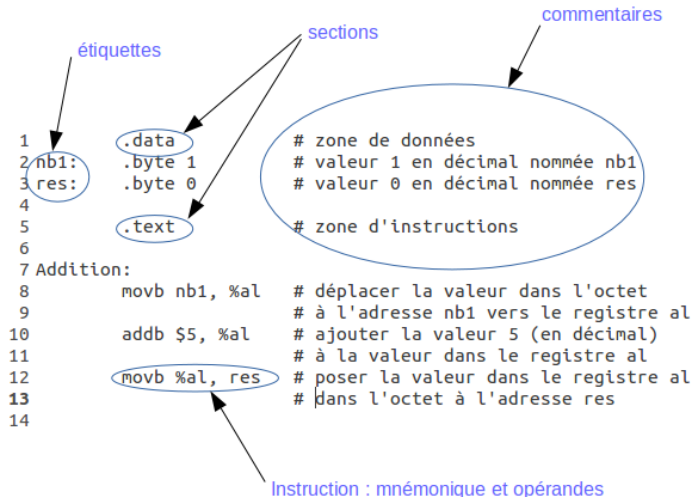 commentaires
sections
étiquettes
1 .data # zone de données
2 nb1: .byte 1 # valeur 1 en décimal nommée nb1
3 res: .byte 0 # valeur 0 en décimal nommée res
4
5 .text # zone d'instructions
6
7 Addition:
8 movb nb1, %al # déplacer la valeur dans l'octet
9 # à l'adresse nb1 vers le registre al
10 addb $5, %al # ajouter la valeur 5 (en décimal)
11 # à la valeur dans le registre al
12 movb %al, res # poser la valeur dans le registre al
13 # dans l'octet à l'adresse res
14
Instruction : mnémonique et opérandes